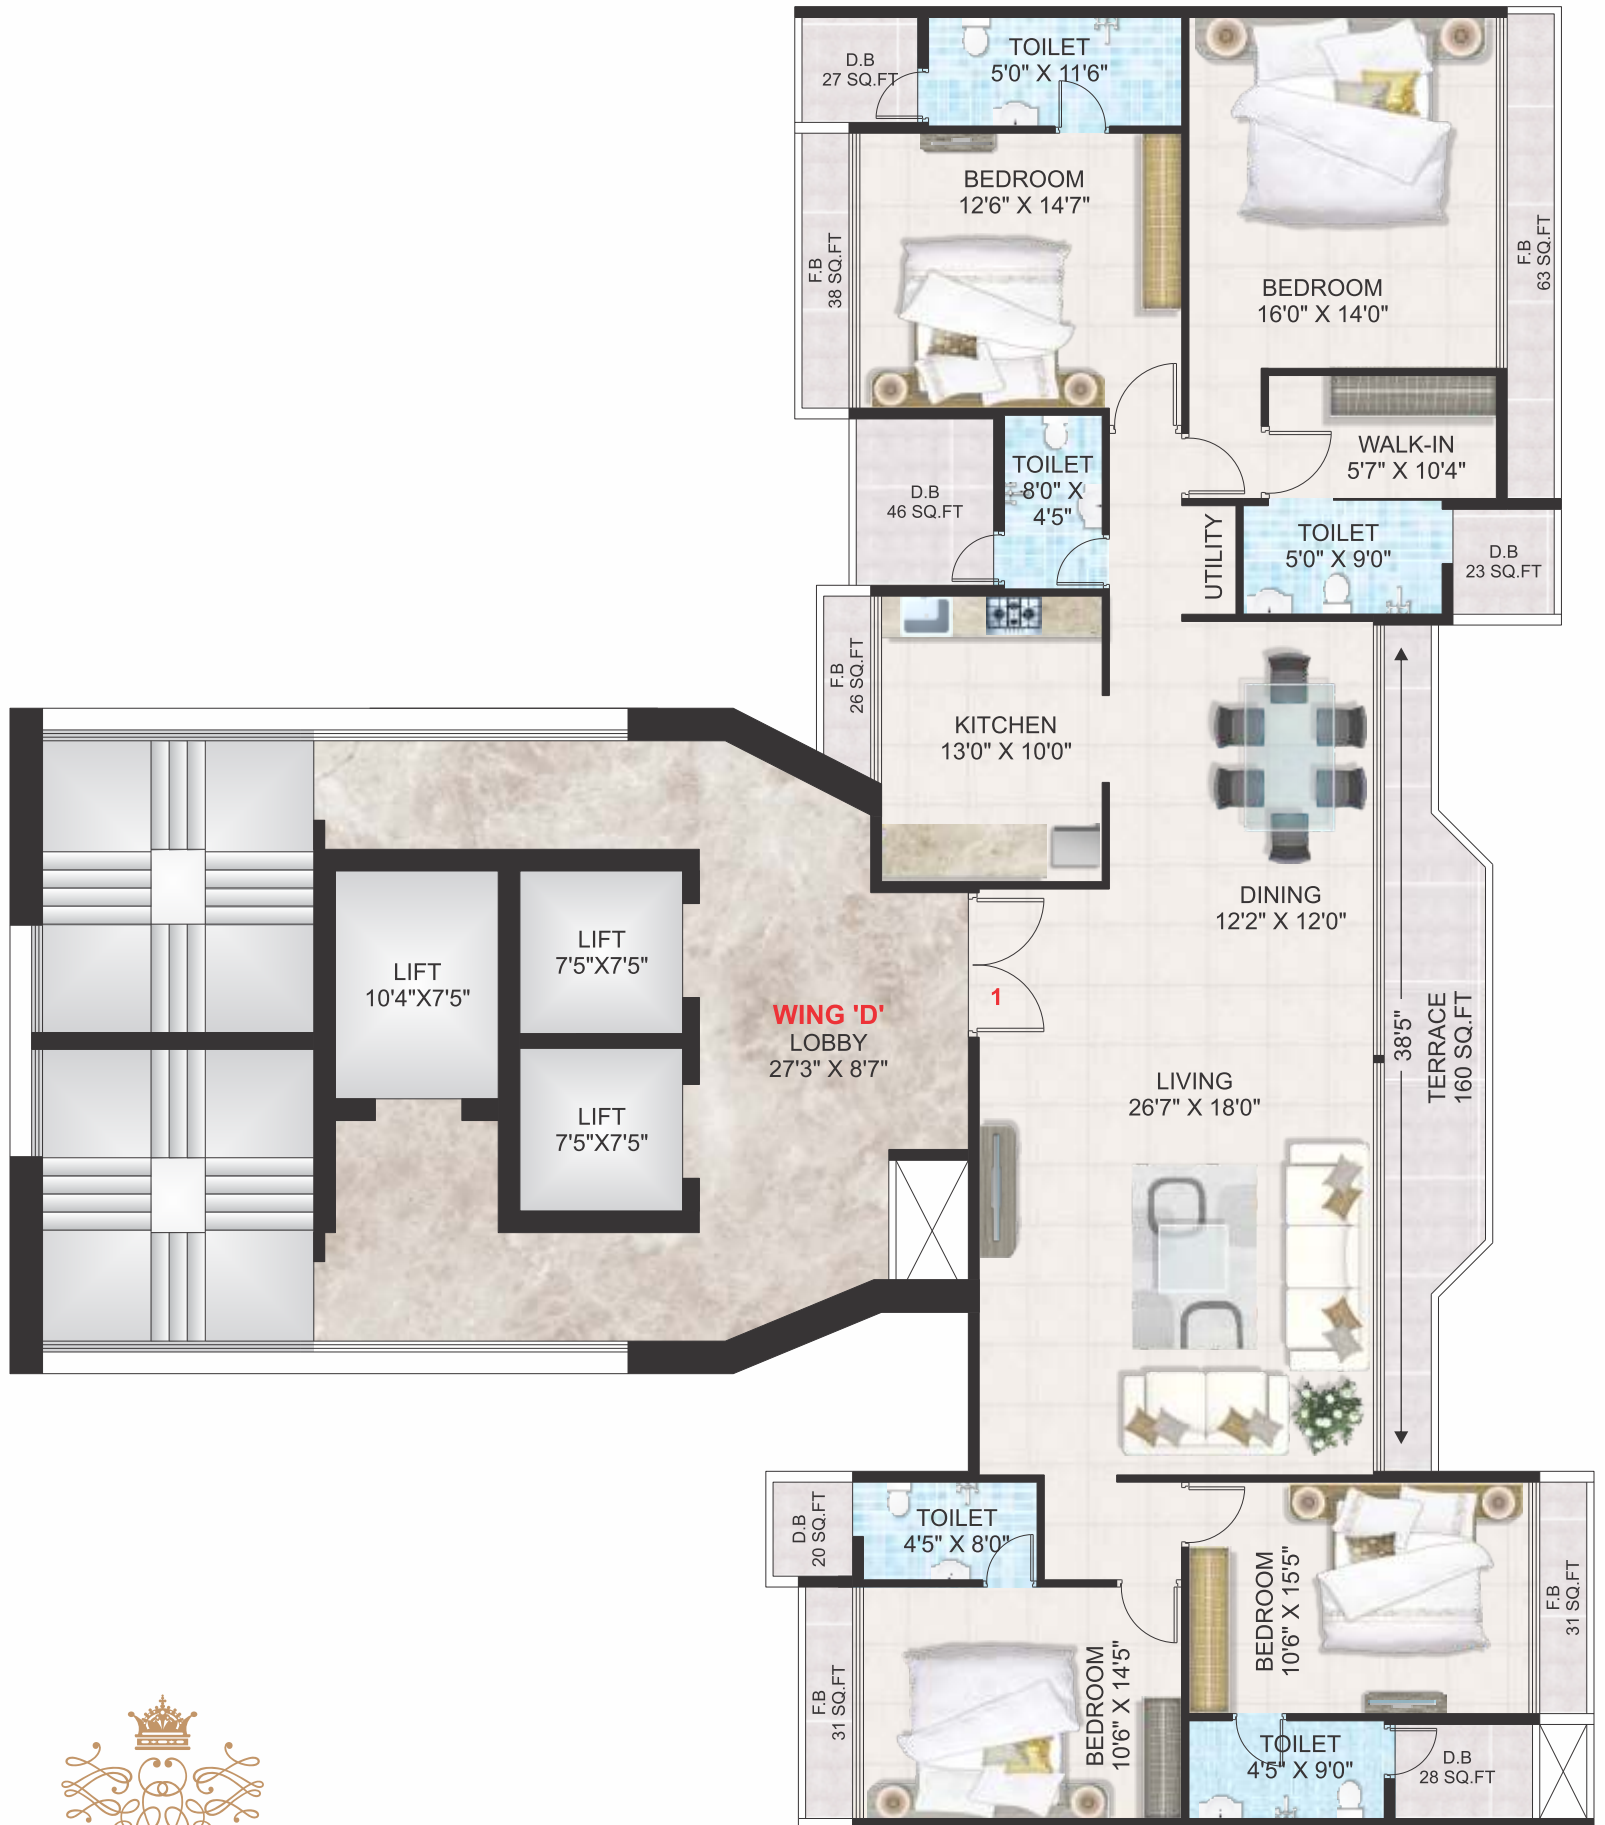 D.B
27 SQ.FT
TOILET
5'0" X 11'6"
BEDROOM
12'6" X 14'7"
F.B
38 SQ.FT
BEDROOM
16'0" X 14'0"
F.B
63 SQ.FT
WALK-IN
5'7" X 10'4"
TOILET
8'0" X
4'5"
D.B
46 SQ.FT
UTILITY
TOILET
5'0" X 9'0"
D.B
23 SQ.FT
F.B
26 SQ.FT
KITCHEN
13'0" X 10'0"
DINING
12'2" X 12'0"
LIFT
7'5"X7'5"
LIFT
10'4"X7'5"
WING 'D'
LOBBY
27'3" X 8'7"
1
38'5"
TERRACE
160 SQ.FT
LIVING
26'7" X 18'0"
LIFT
7'5"X7'5"
D.B
20 SQ.FT
TOILET
4'5" X 8'0"
BEDROOM
10'6" X 15'5"
F.B
31 SQ.FT
F.B
31 SQ.FT
BEDROOM
10'6" X 14'5"
TOILET
4'5" X 9'0"
D.B
28 SQ.FT